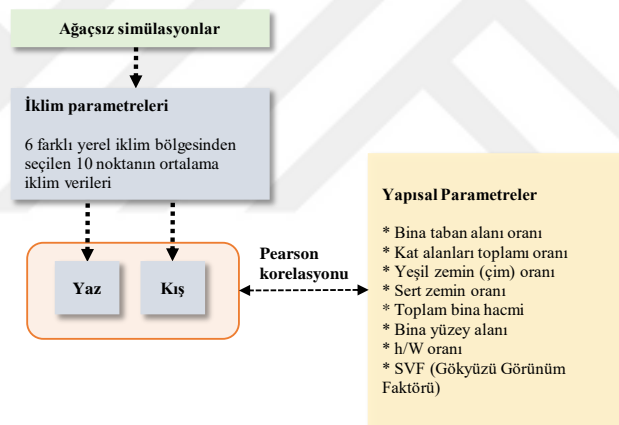 Ağaçsız simülasyonlar
İklim parametreleri
6 farklı yerel iklim bölgesinden
seçilen 10 noktanın ortalama
iklim verileri
Yaz
Kış
Pearson
korelasyonu
Yapısal Parametreler
* Bina taban alanı oranı
* Kat alanları toplamı oranı
* Yeşil zemin (çim) oranı
* Sert zemin oranı
* Toplam bina hacmi
* Bina yüzey alanı
* h/W oranı
* SVF (Gökyüzü Görünüm
Faktörü)